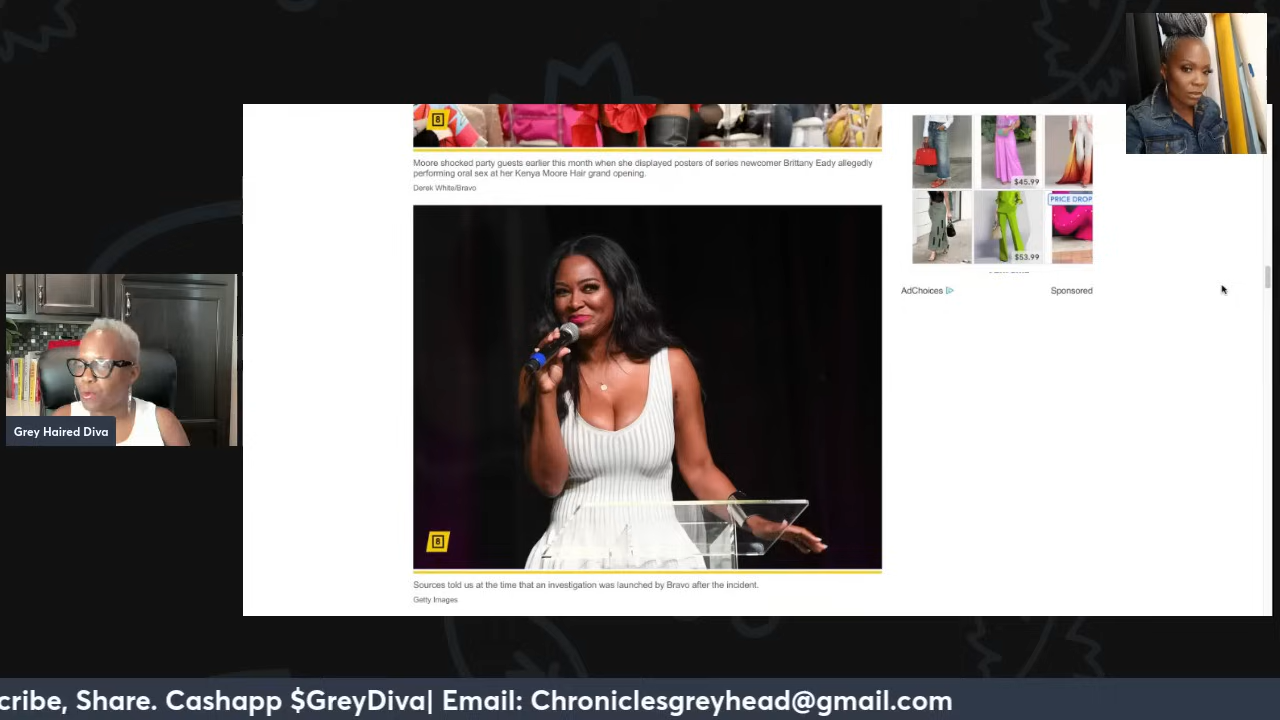 8
Moore shocked party guests earlier this month when she displayed posters of series newcomer Brittany Eady allegedly
performing oral sex at her Kenya Moore Hair grand opening.
Derek White/Bravo
$45.99
PRICE DROP
$53.99
AdChoices
Sponsored
Grey Haired Diva
8
Sources told us at the time that an investigation was launched by Bravo after the incident.
Getty Images
cribe, Share. Cashapp $GreyDiva| Email: Chroniclesgreyhead@gmail.com